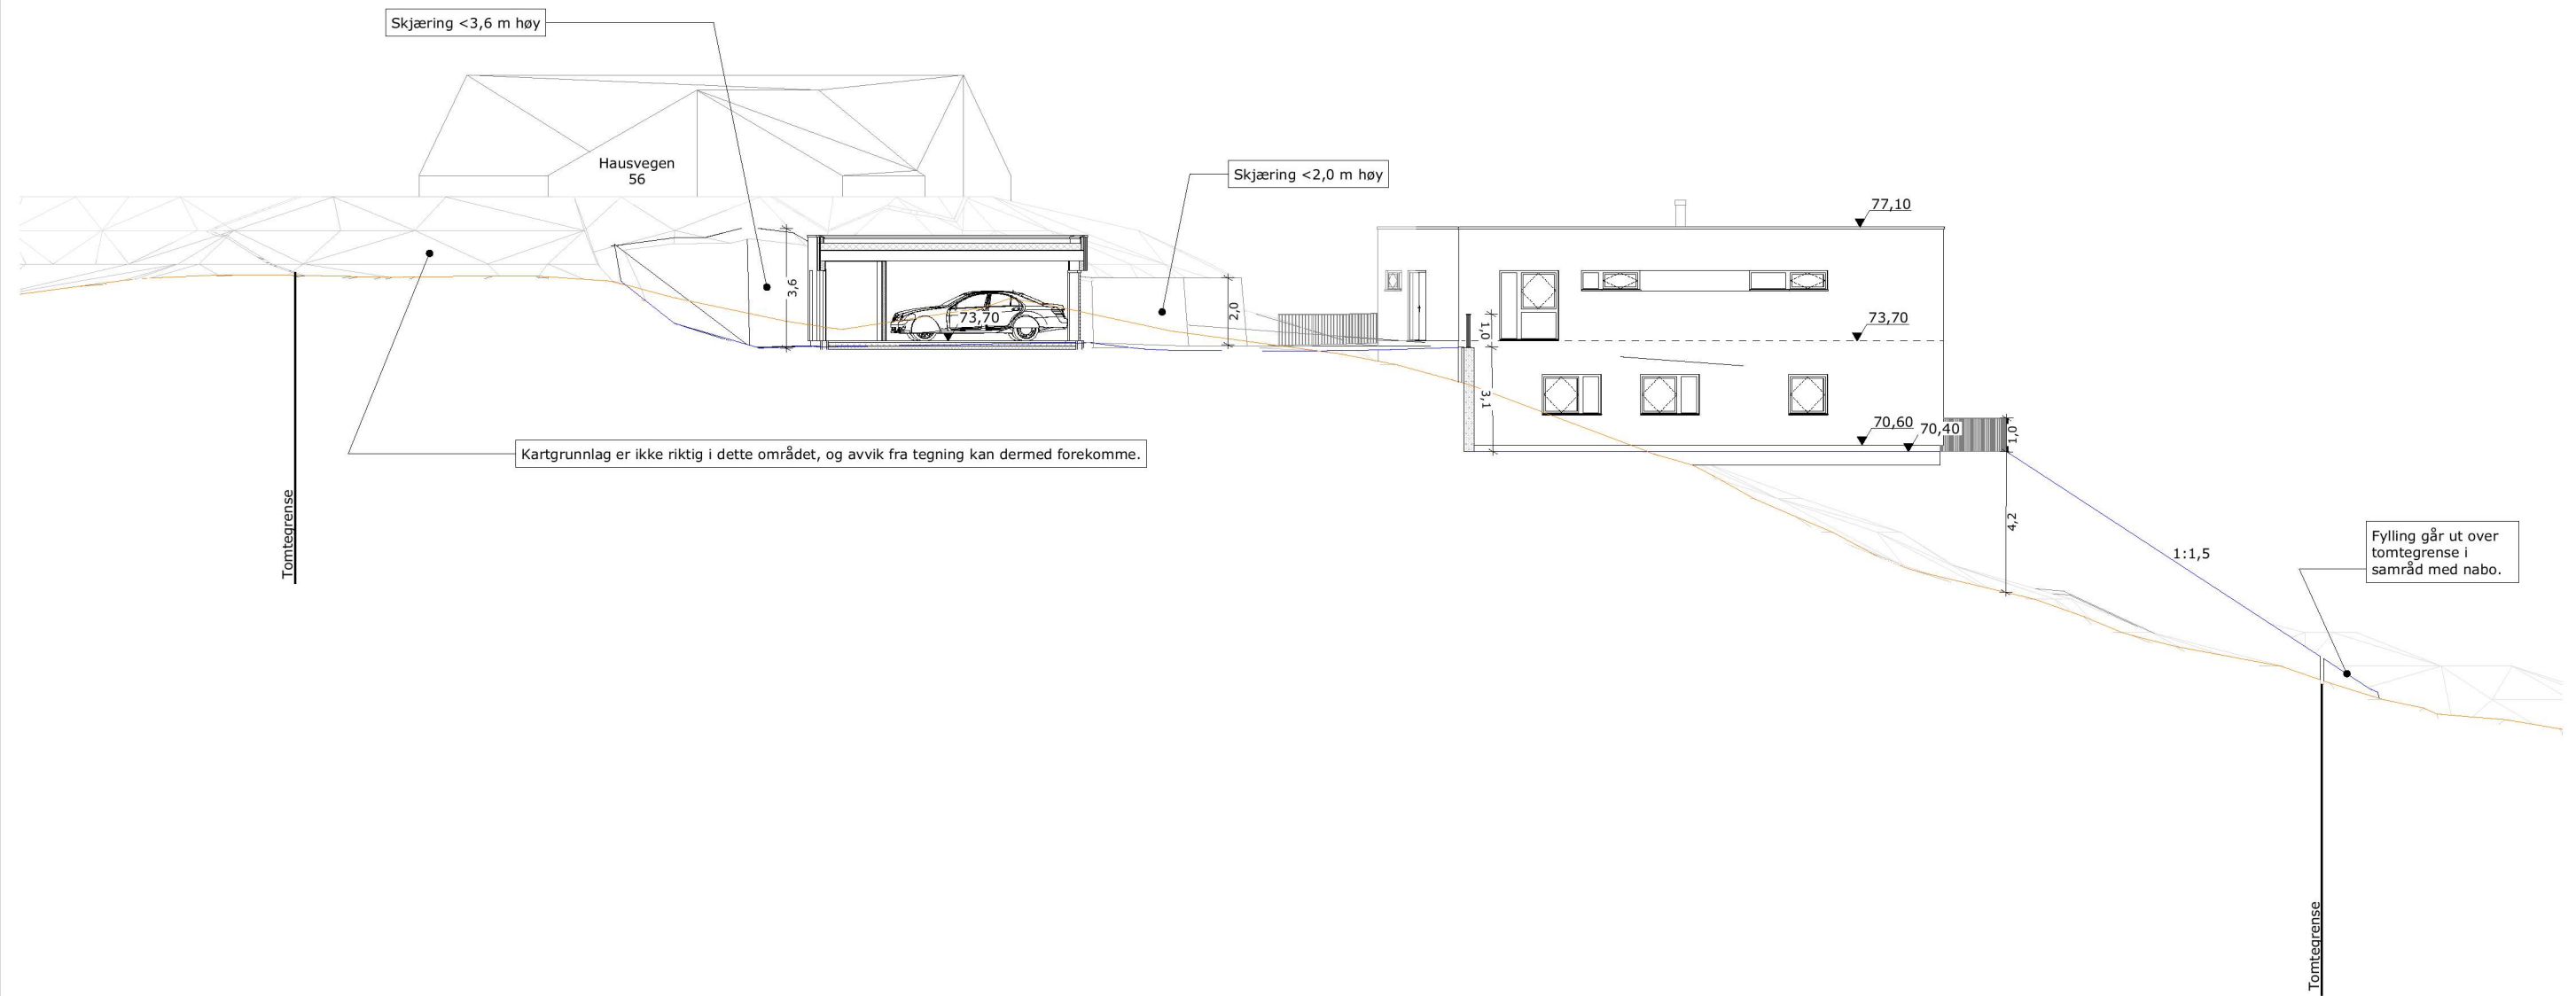 Skjæring <3,6 m høy
Hausvegen
56
Skjæring <2,0 m høy
77,10
3,6
73,70
2,0
1,0
73,70
3,1
70,60
70,40
1,0
Kartgrunnlag er ikke riktig i dette området, og avvik fra tegning kan dermed forekomme.
Tomtegrense
4,2
1:1,5
Fylling går ut over
tomtegrense i
samråd med nabo.
Tomtegrense